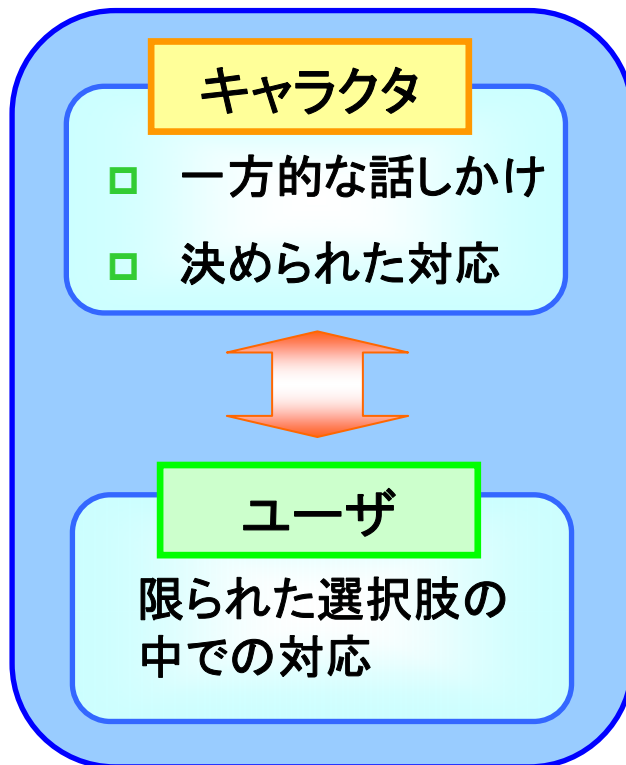 キャラクタ
一方的な話しかけ
決められた対応
ユーザ
限られた選択肢の
中での対応